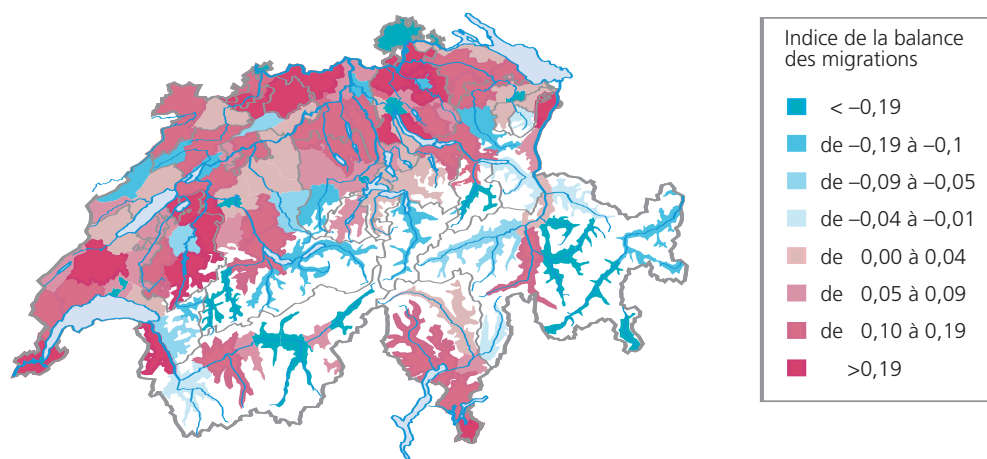 Indice de la balance
des migrations
< –0,19
de –0,19 à –0,1
de –0,09 à –0,05
de –0,04 à –0,01
de 0,00 à 0,04
de 0,05 à 0,09
de 0,10 à 0,19
>0,19